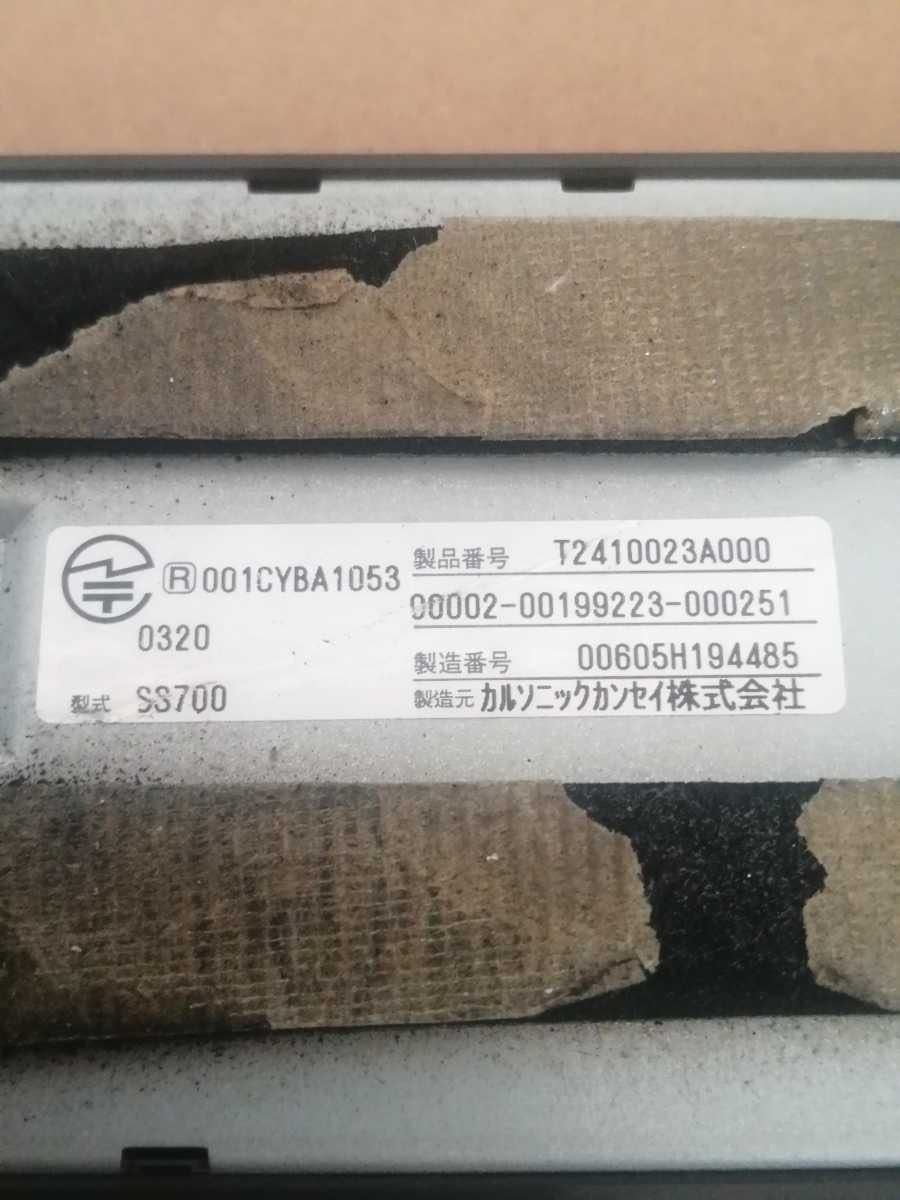 R 001CYBA1053
0320
型式 SS700
製品番号 T2410023A000
00002-00199223-000251
製造番号 00605H194485
製造元 カルソニックカンセイ株式会社